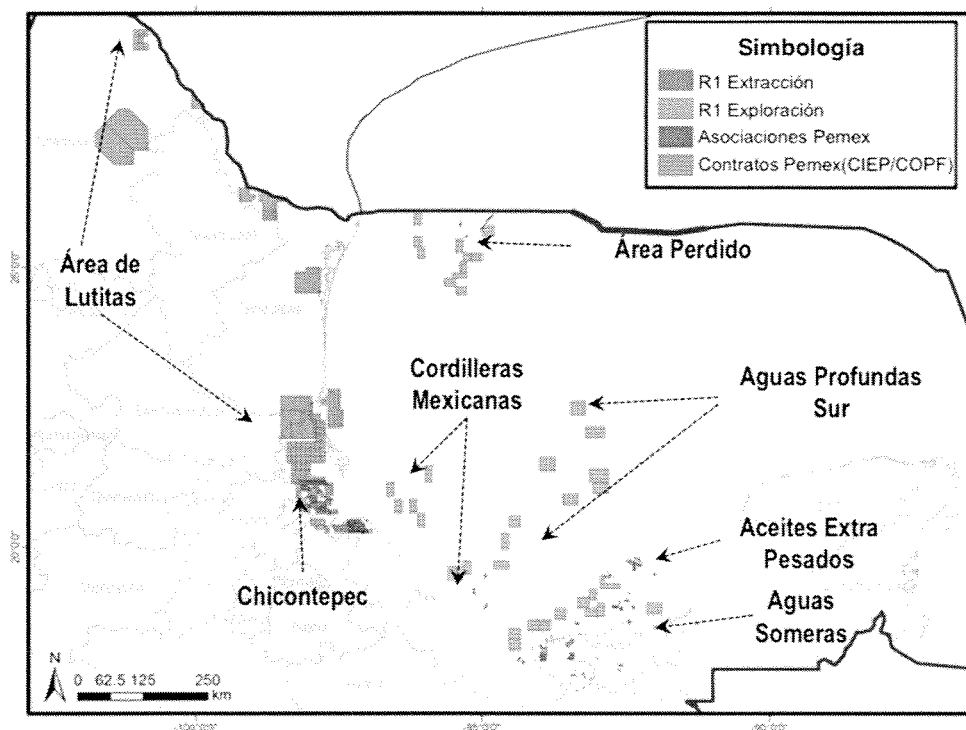 Simbología
R1 Extracción
R1 Exploración
Asociaciones Pemex
Contratos Pemex(CIEP/COPF)
Área Perdido
Área de
Lutitas
Cordilleras
Mexicanas
Aguas Profundas
Sur
Aceites Extra
Pesados
Chicontepec
Aguas
Someras
N
0 62.5 125 250
km